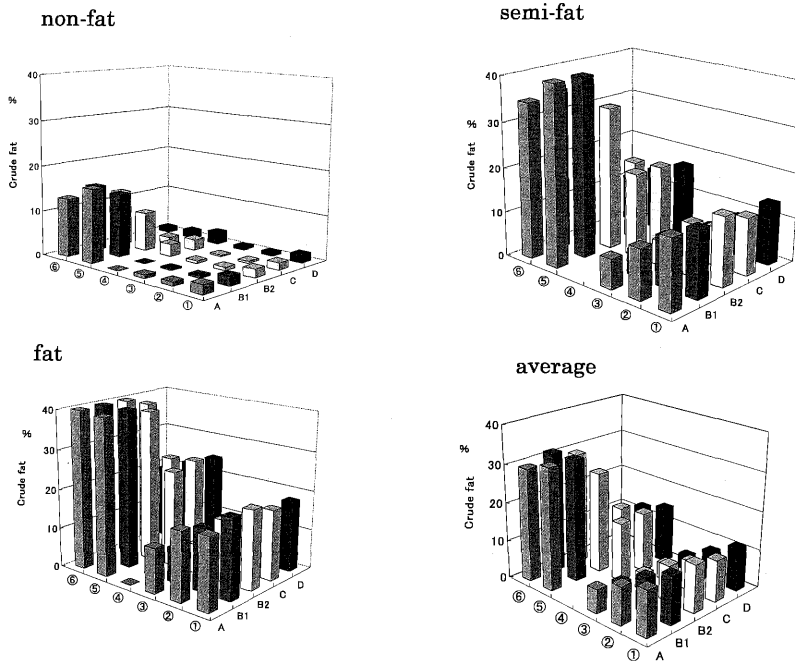 non-fat
40
%
30
20
10
0
Crude fat
⑥ ⑤ ④ ③ ② ①
A B1 B2 C D
semi-fat
40
%
30
20
10
0
Crude fat
⑥ ⑤ ④ ③ ② ①
A B1 B2 C D
fat
40
%
30
20
10
0
Crude fat
⑥ ⑤ ④ ③ ② ①
A B1 B2 C D
average
40
%
30
20
10
0
Crude fat
⑥ ⑤ ④ ③ ② ①
A B1 B2 C D